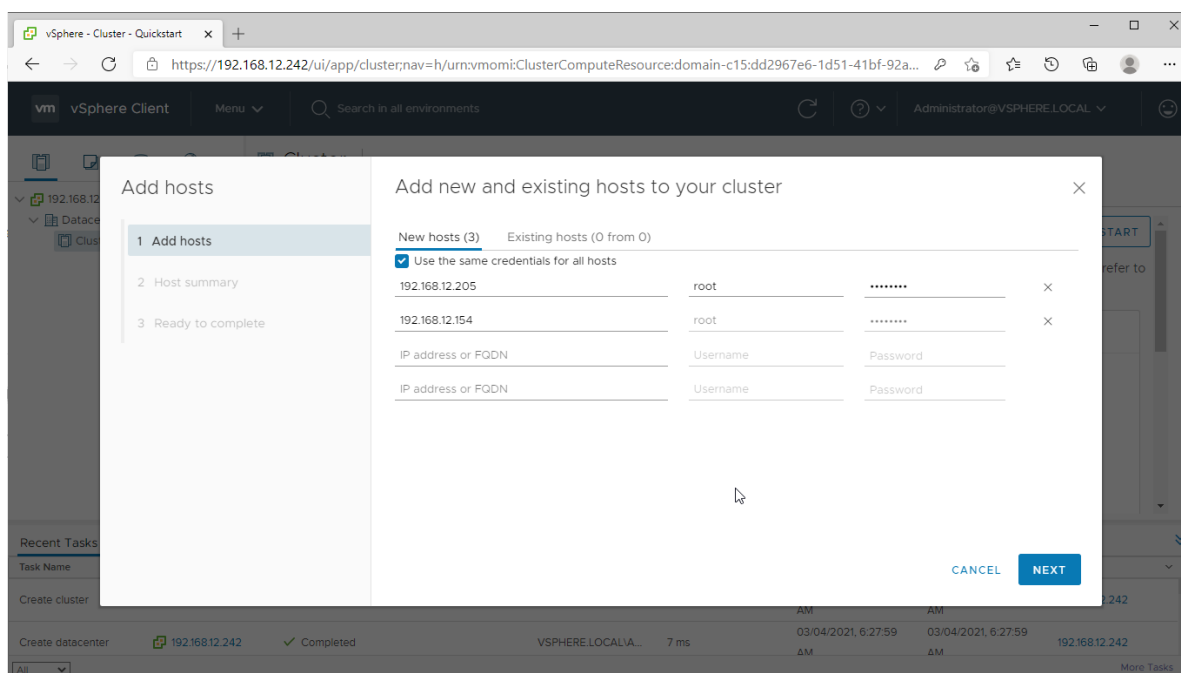 vSphere - Cluster - Quickstart
https://192.168.12.242/ui/app/cluster;nav=h/urn:vmomi:ClusterComputeResource:domain-c15:dd2967e6-1d51-41bf-92a...
vm vSphere Client Menu Search in all environments Administrator@VSPHERE.LOCAL
192.168.12
Datace
Clus
START
refer to
Add hosts
1 Add hosts
2 Host summary
3 Ready to complete
Add new and existing hosts to your cluster
New hosts (3) Existing hosts (0 from 0)
Use the same credentials for all hosts
192.168.12.205 root ••••••••
192.168.12.154 root ••••••••
IP address or FQDN Username Password
IP address or FQDN Username Password
CANCEL NEXT
Recent Tasks
Task Name
Create cluster AM AM 2.242
Create datacenter 192.168.12.242 Completed VSPHERE.LOCAL\A... 7 ms 03/04/2021, 6:27:59 AM 03/04/2021, 6:27:59 AM 192.168.12.242
All More Tasks